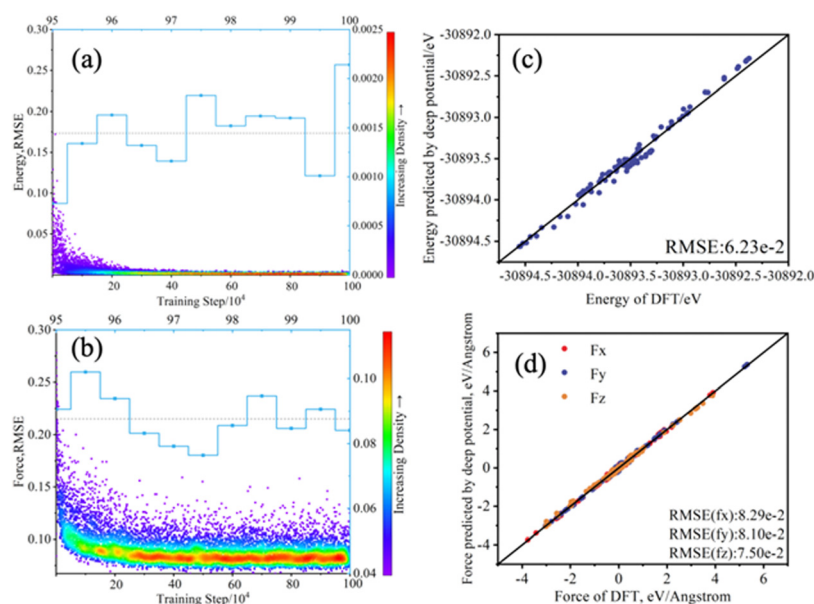 95 96 97 98 99 100
(a)
Energy,RMSE
0.30
0.25
0.20
0.15
0.10
0.05
20 40 60 80 100
Training Step/10⁴
0.0025
0.0020
0.0015
0.0010
0.0005
0.0000
Increasing Density →
(c)
Energy predicted by deep potential/eV
-30892.0
-30892.5
-30893.0
-30893.5
-30894.0
-30894.5
-30894.5 -30894.0 -30893.5 -30893.0 -30892.5 -30892.0
RMSE:6.23e-2
Energy of DFT/eV
95 96 97 98 99 100
(b)
Force,RMSE
0.30
0.25
0.20
0.15
0.10
20 40 60 80 100
Training Step/10⁴
0.10
0.08
0.06
0.04
Increasing Density →
(d)
Fx
Fy
Fz
Force predicted by deep potential, eV/Angstrom
6
4
2
0
-2
-4
-4 -2 0 2 4 6
RMSE(fx):8.29e-2
RMSE(fy):8.10e-2
RMSE(fz):7.50e-2
Force of DFT, eV/Angstrom